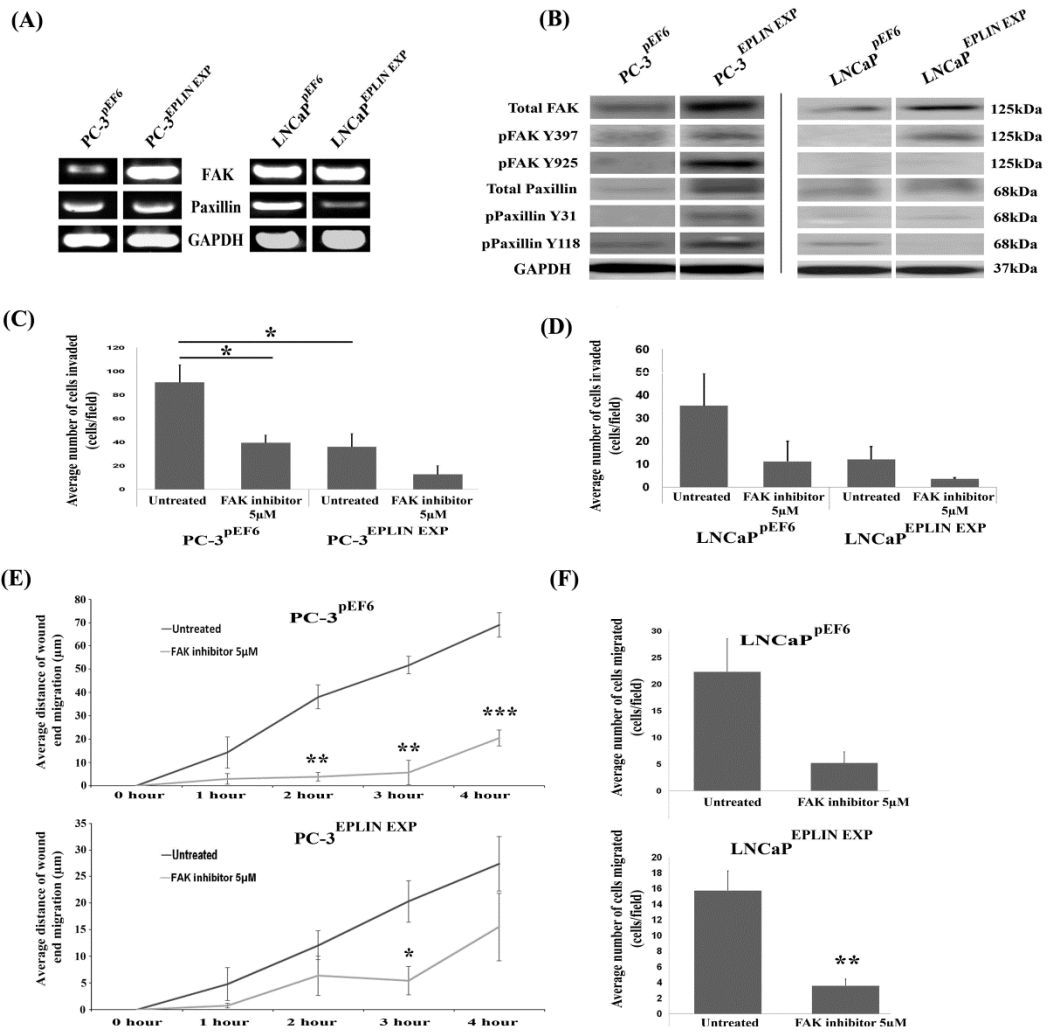 (A)
PC-3pEF6
PC-3EPLIN EXP
LNCaPpEF6
LNCaPEPLIN EXP
FAK
Paxillin
GAPDH
(B)
PC-3pEF6
PC-3EPLIN EXP
LNCaPpEF6
LNCaPEPLIN EXP
Total FAK 125kDa
pFAK Y397 125kDa
pFAK Y925 125kDa
Total Paxillin 68kDa
pPaxillin Y31 68kDa
pPaxillin Y118 68kDa
GAPDH 37kDa
(C)
Average number of cells invaded
(cells/field)
120
100
80
60
40
20
0
*
*
Untreated FAK inhibitor 5µM Untreated FAK inhibitor 5µM
PC-3pEF6 PC-3EPLIN EXP
(D)
Average number of cells invaded
(cells/field)
60
50
40
30
20
10
0
Untreated FAK inhibitor 5µM Untreated FAK inhibitor 5µM
LNCaPpEF6 LNCaPEPLIN EXP
(E)
PC-3pEF6
Average distance of wound
end migration (µm)
80
70
60
50
40
30
20
10
0
Untreated
FAK inhibitor 5µM
** ** ***
0 hour 1 hour 2 hour 3 hour 4 hour
PC-3EPLIN EXP
Average distance of wound
end migration (µm)
35
30
25
20
15
10
5
0
Untreated
FAK inhibitor 5µM
*
0 hour 1 hour 2 hour 3 hour 4 hour
(F)
LNCaPpEF6
Average number of cells migrated
(cells/field)
30
25
20
15
10
5
0
Untreated FAK inhibitor 5µM
LNCaPEPLIN EXP
Average number of cells migrated
(cells/field)
20
18
16
14
12
10
8
6
4
2
0
**
Untreated FAK inhibitor 5µM